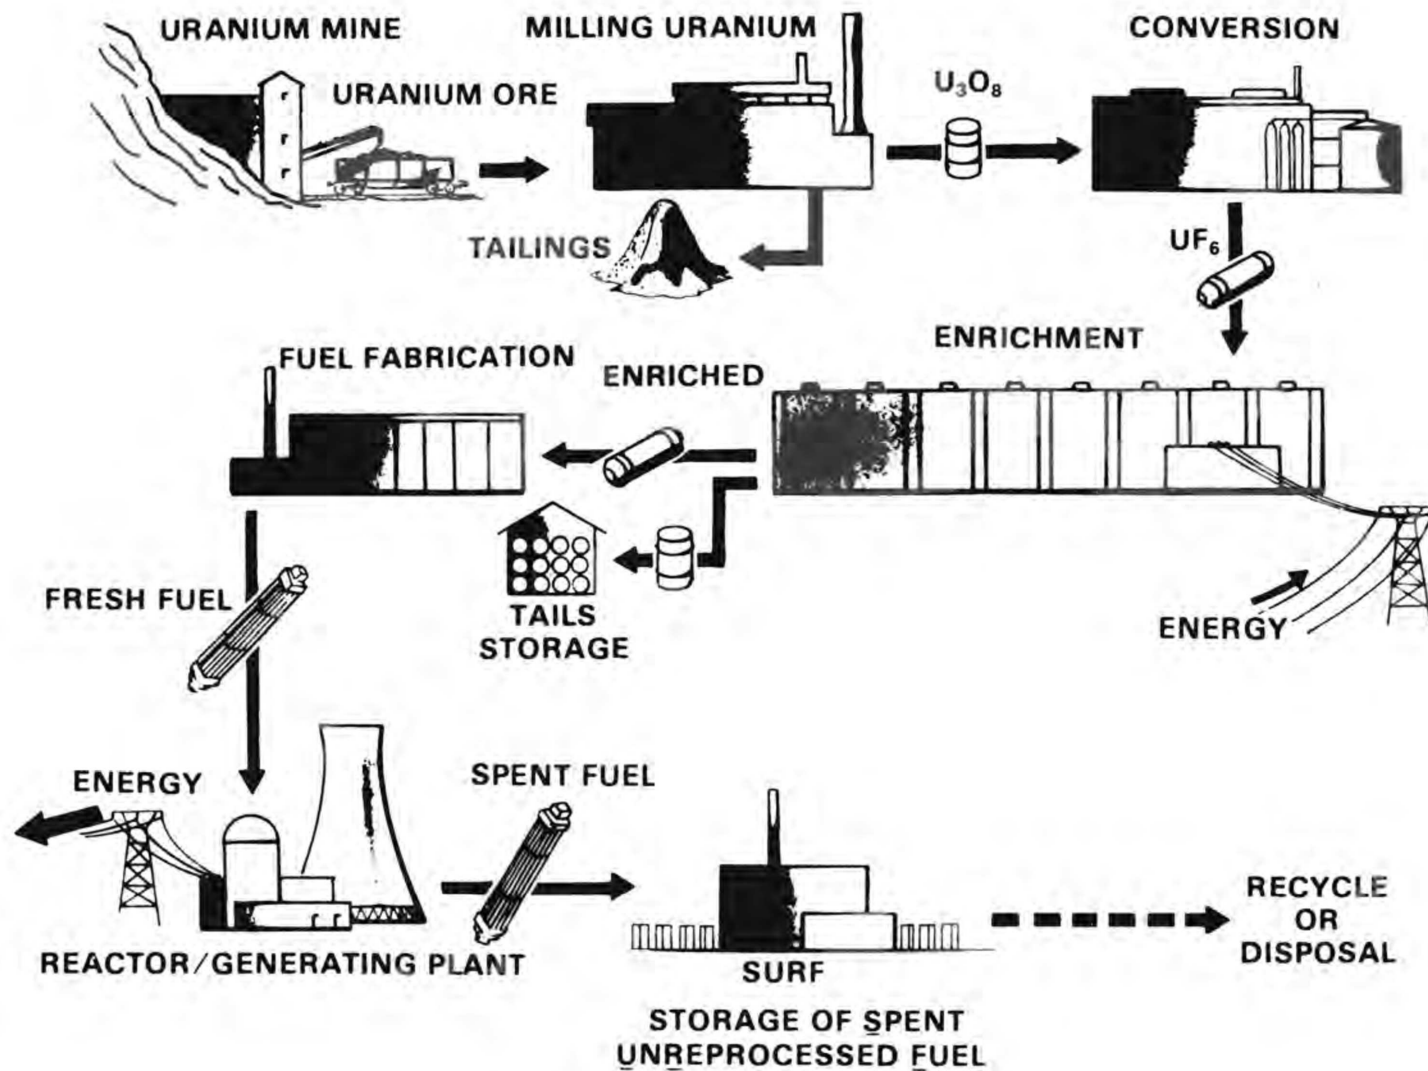 URANIUM MINE
MILLING URANIUM
CONVERSION
URANIUM ORE
U₃O₈
TAILINGS
UF₆
ENRICHMENT
FUEL FABRICATION
ENRICHED
FRESH FUEL
TAILS
STORAGE
ENERGY
ENERGY
SPENT FUEL
RECYCLE
OR
DISPOSAL
REACTOR/GENERATING PLANT
SURF
STORAGE OF SPENT
UNREPROCESSED FUEL